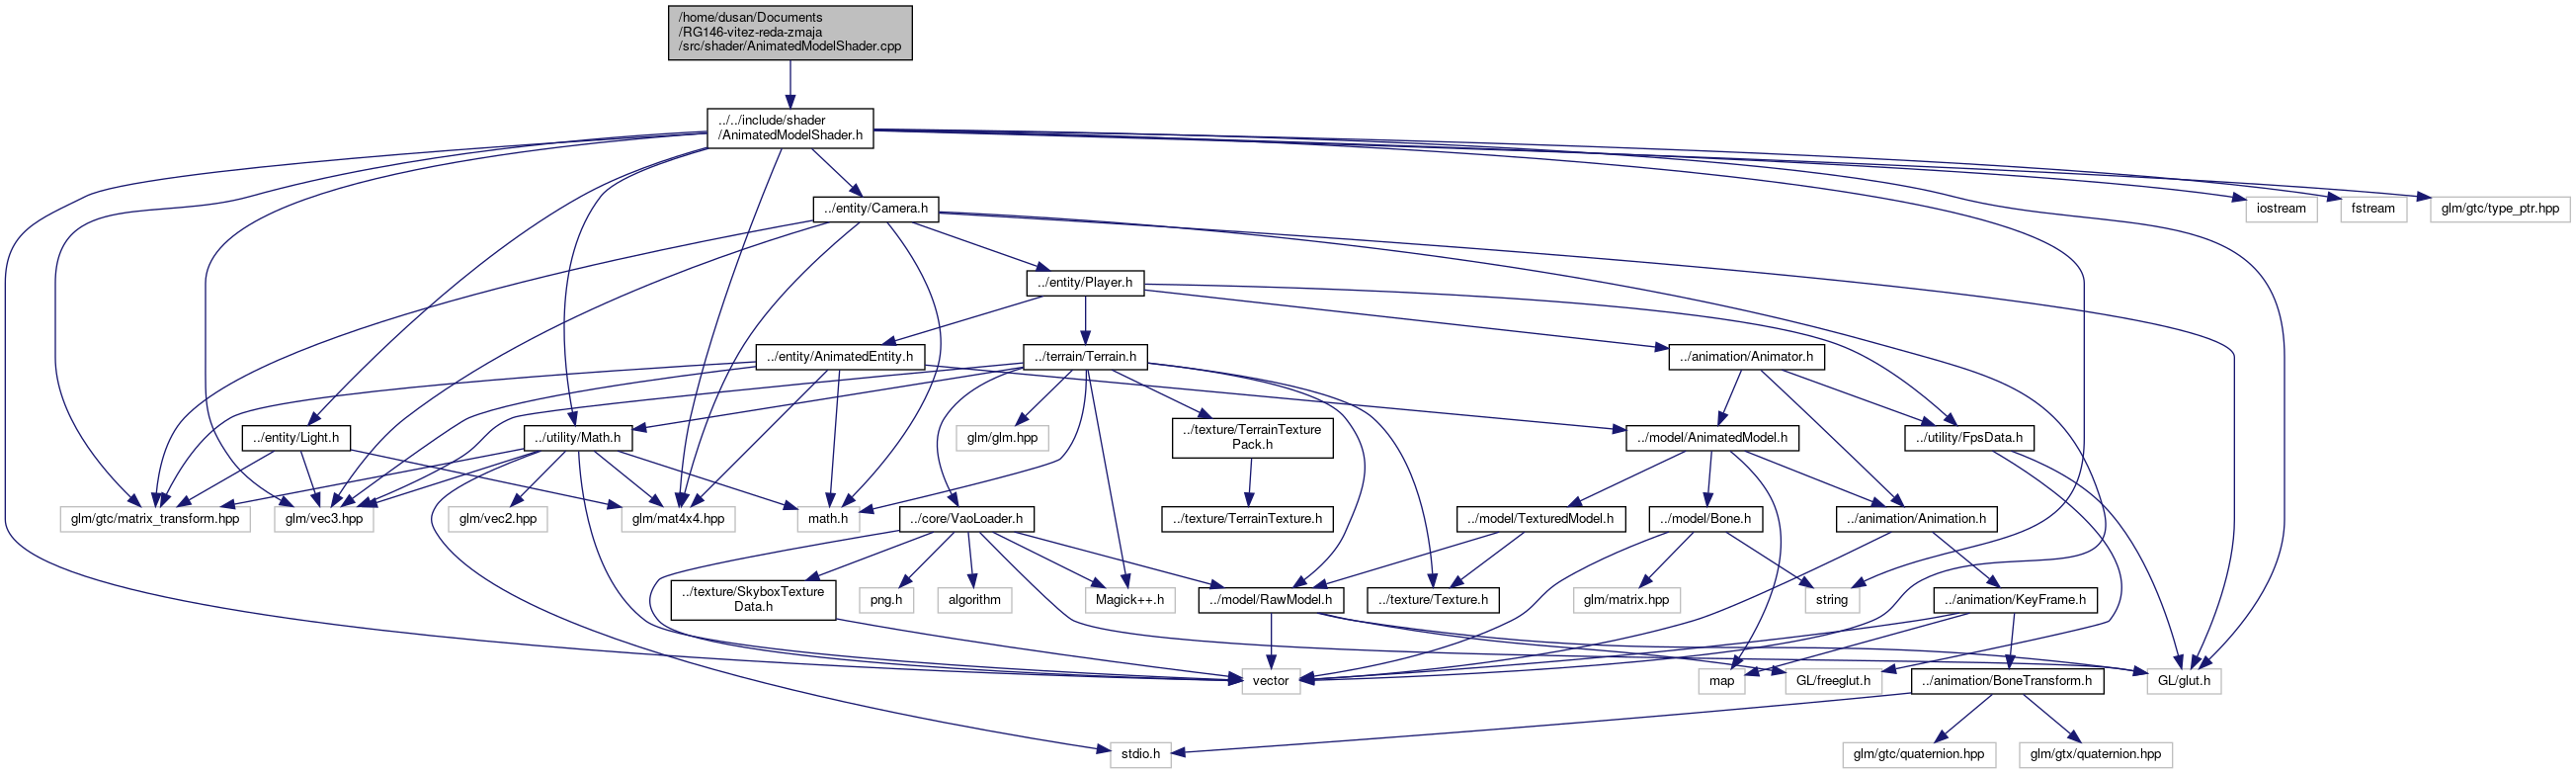 /home/dusan/Documents
/RG146-vitez-reda-zmaja
/src/shader/AnimatedModelShader.cpp
../../include/shader
/AnimatedModelShader.h
../entity/Camera.h
iostream
fstream
glm/gtc/type_ptr.hpp
../entity/Player.h
../entity/AnimatedEntity.h
../terrain/Terrain.h
../animation/Animator.h
../entity/Light.h
../utility/Math.h
glm/glm.hpp
../texture/TerrainTexture
Pack.h
../model/AnimatedModel.h
../utility/FpsData.h
glm/gtc/matrix_transform.hpp
glm/vec3.hpp
glm/vec2.hpp
glm/mat4x4.hpp
math.h
../core/VaoLoader.h
../texture/TerrainTexture.h
../model/TexturedModel.h
../model/Bone.h
../animation/Animation.h
../texture/SkyboxTexture
Data.h
png.h
algorithm
Magick++.h
../model/RawModel.h
../texture/Texture.h
glm/matrix.hpp
string
../animation/KeyFrame.h
vector
map
GL/freeglut.h
../animation/BoneTransform.h
GL/glut.h
stdio.h
glm/gtc/quaternion.hpp
glm/gtx/quaternion.hpp